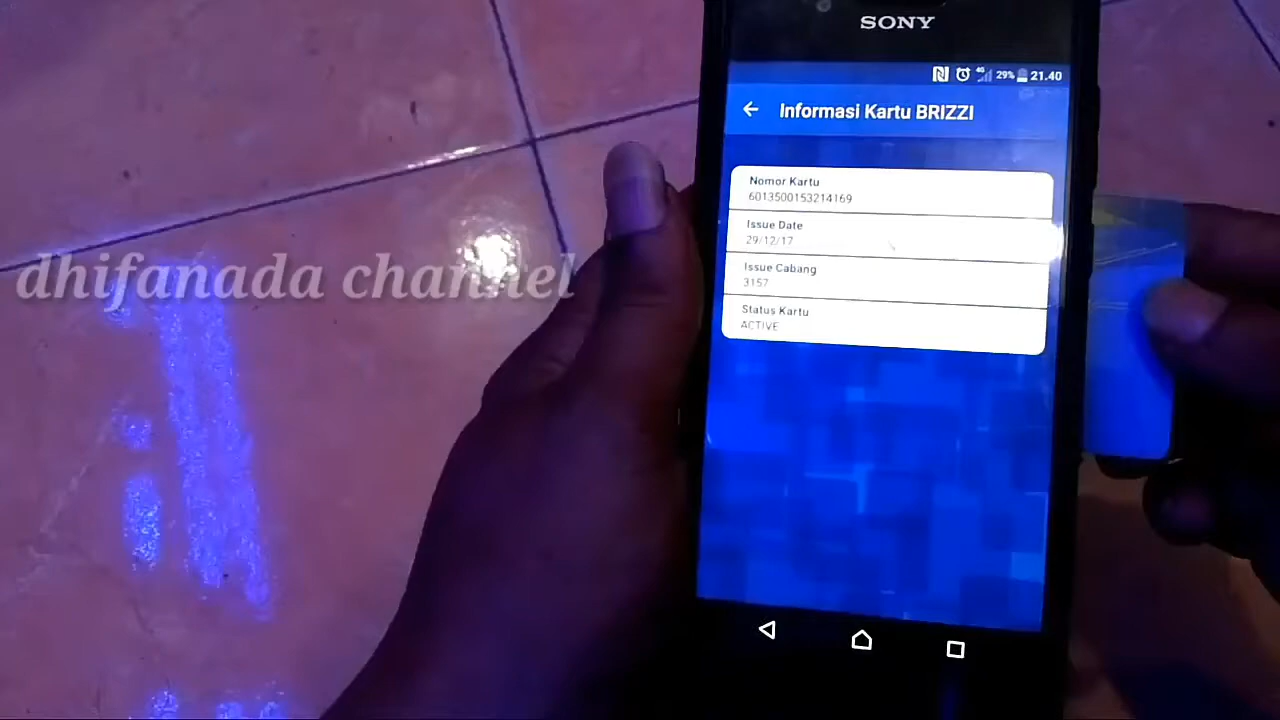 SONY
4G 29% 21.40
Informasi Kartu BRIZZI
Nomor Kartu
6013500153214169
Issue Date
29/12/17
Issue Cabang
3157
Status Kartu
ACTIVE
dhifanada channel